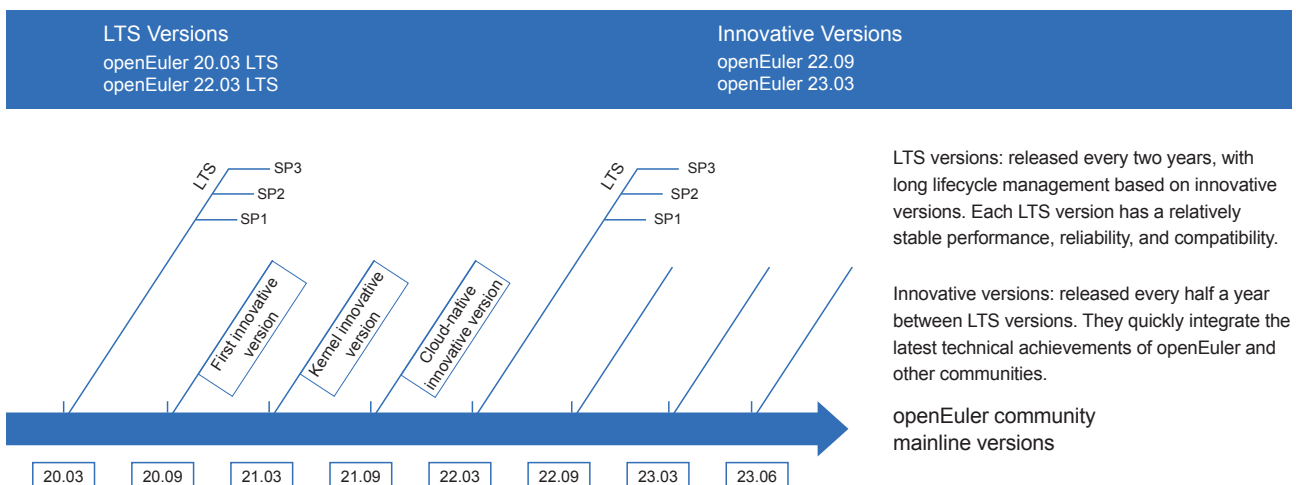 LTS Versions
openEuler 20.03 LTS
openEuler 22.03 LTS
Innovative Versions
openEuler 22.09
openEuler 23.03
LTS
SP3
SP2
SP1
First innovative
version
Kernel innovative
version
Cloud-native
innovative version
LTS
SP3
SP2
SP1
20.03
20.09
21.03
21.09
22.03
22.09
23.03
23.06
LTS versions: released every two years, with
long lifecycle management based on innovative
versions. Each LTS version has a relatively
stable performance, reliability, and compatibility.
Innovative versions: released every half a year
between LTS versions. They quickly integrate the
latest technical achievements of openEuler and
other communities.
openEuler community
mainline versions